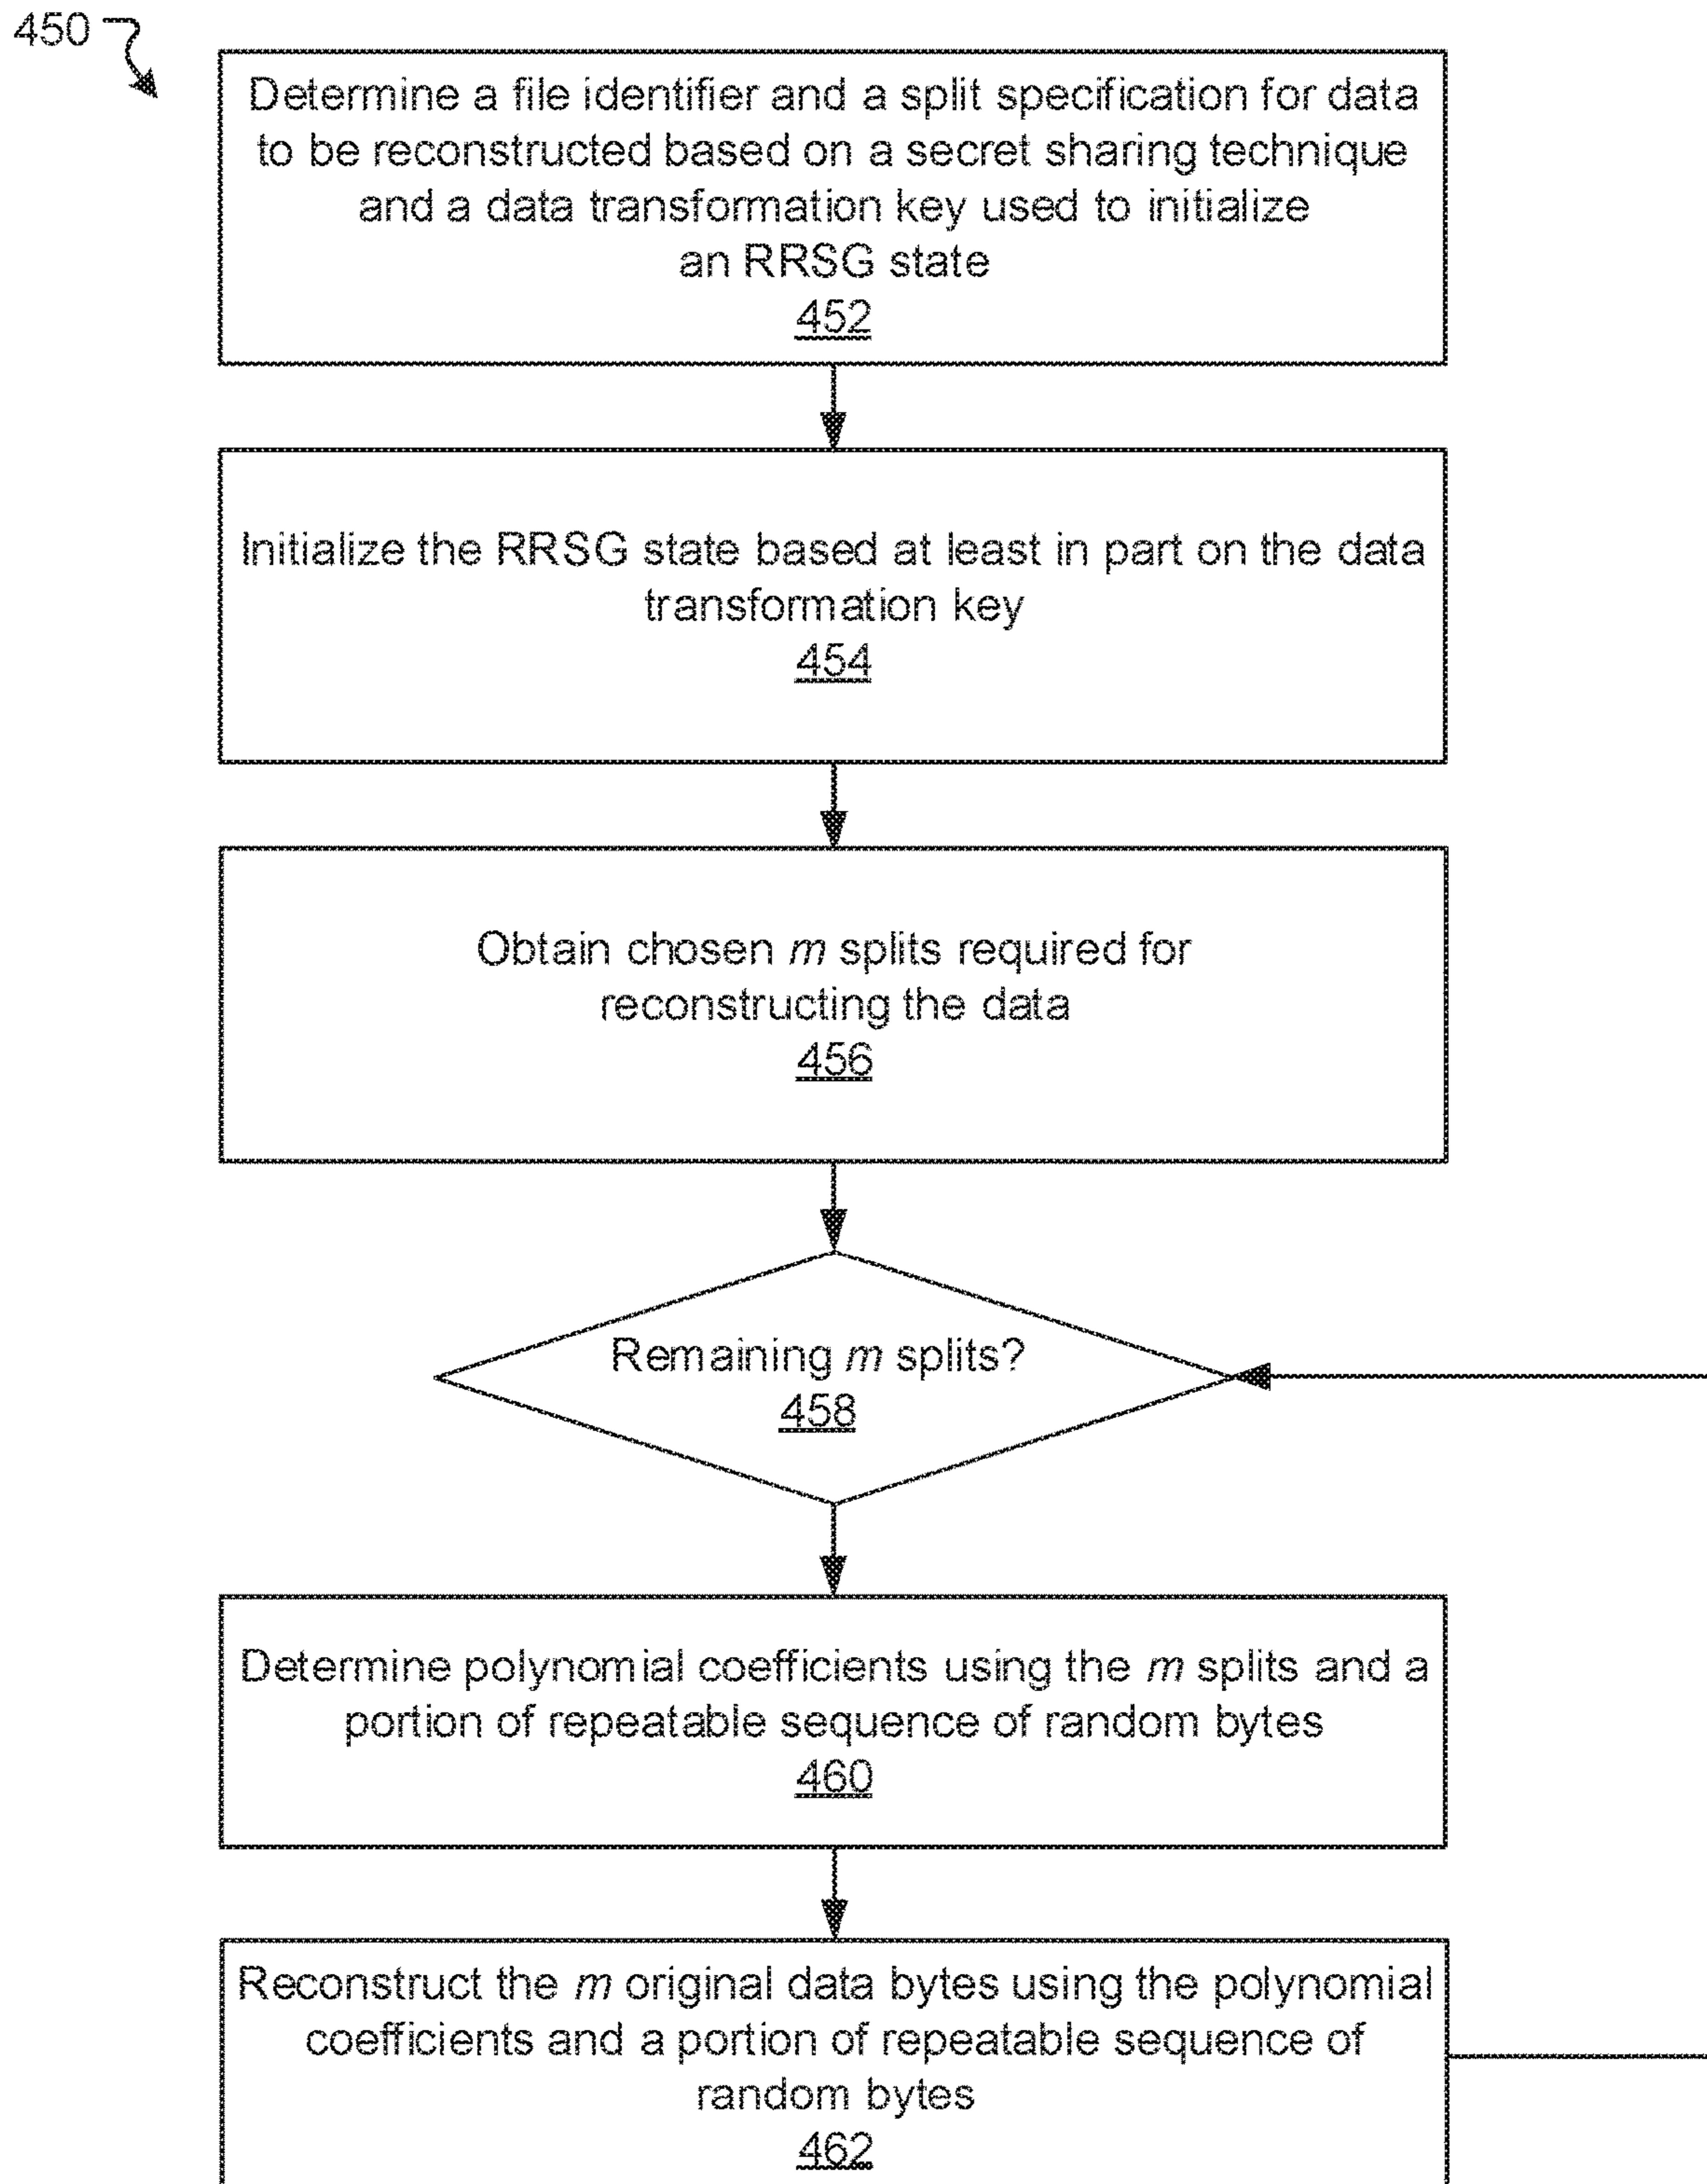 450
Determine a file identifier and a split specification for data
to be reconstructed based on a secret sharing technique
and a data transformation key used to initialize
an RRSG state
452
Initialize the RRSG state based at least in part on the data
transformation key
454
Obtain chosen m splits required for
reconstructing the data
456
Remaining m splits?
458
Determine polynomial coefficients using the m splits and a
portion of repeatable sequence of random bytes
460
Reconstruct the m original data bytes using the polynomial
coefficients and a portion of repeatable sequence of
random bytes
462